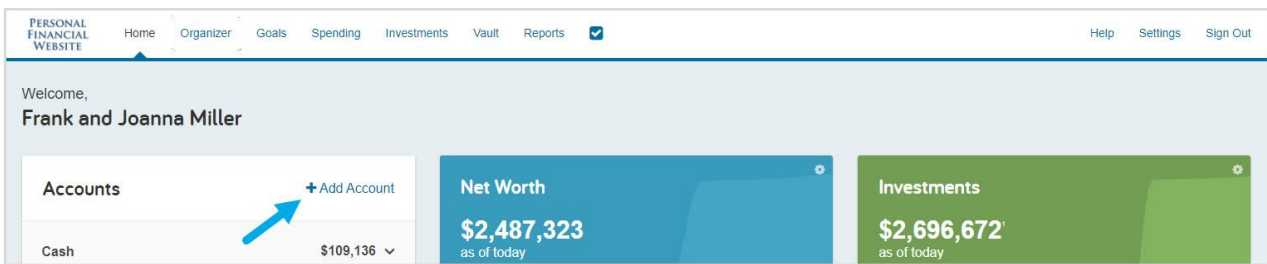 PERSONAL
FINANCIAL
WEBSITE
Home Organizer Goals Spending Investments Vault Reports
Help Settings Sign Out
Welcome,
Frank and Joanna Miller
Accounts
+ Add Account
Cash $109,136
Net Worth
$2,487,323
as of today
Investments
$2,696,672¹
as of today